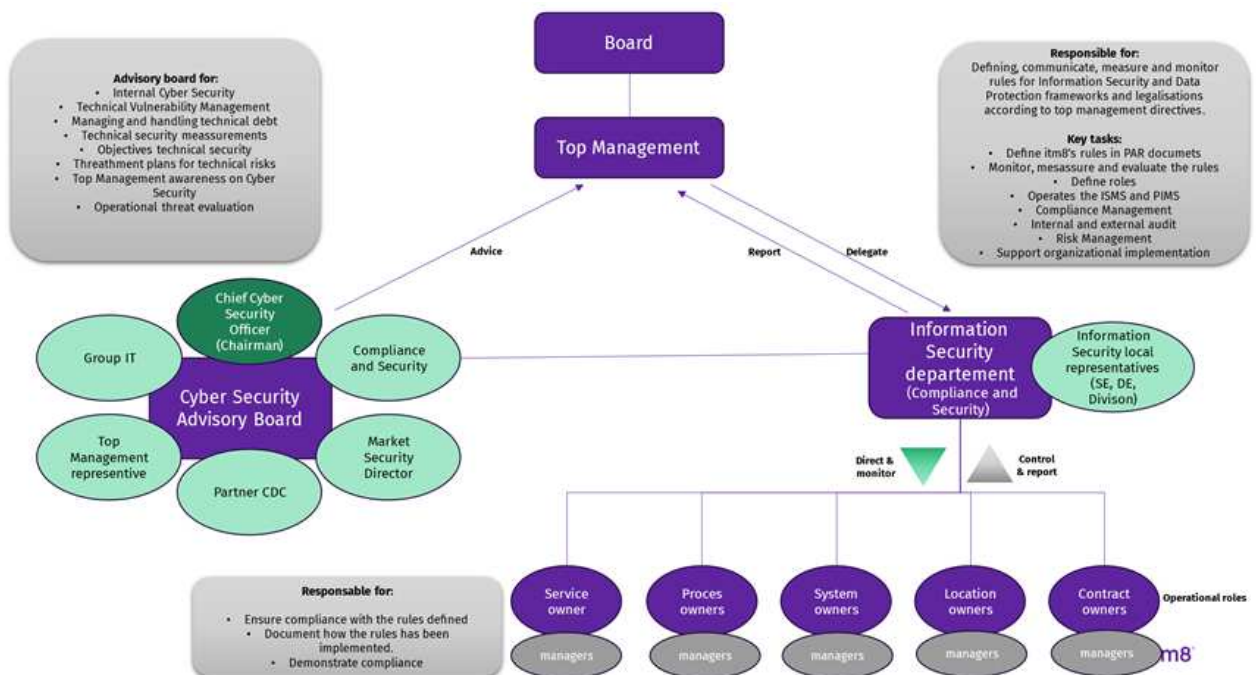 Board
Top Management
Advisory board for:
• Internal Cyber Security
• Technical Vulnerability Management
• Managing and handling technical debt
• Technical security meassurements
• Objectives technical security
• Threathment plans for technical risks
• Top Management awareness on Cyber
Security
• Operational threat evaluation
Responsible for:
Defining, communicate, measure and monitor
rules for Information Security and Data
Protection frameworks and legalisations
according to top management directives.
Key tasks:
• Define itm8's rules in PAR documets
• Monitor, mesassure and evaluate the rules
• Define roles
• Operates the ISMS and PIMS
• Compliance Management
• Internal and external audit
• Risk Management
• Support organizational implementation
Advice
Report
Delegate
Chief Cyber
Security
Officer
(Chairman)
Group IT
Compliance
and Security
Cyber Security
Advisory Board
Top
Management
representive
Partner CDC
Market
Security
Director
Information
Security
departement
(Compliance and
Security)
Information
Security local
representatives
(SE, DE,
Divison)
Direct &
monitor
Control
& report
Responsable for:
• Ensure compliance with the rules defined
• Document how the rules has been
implemented.
• Demonstrate compliance
Service
owner
Proces
owners
System
owners
Location
owners
Contract
owners
Operational roles
managers
managers
managers
managers
managers
m8